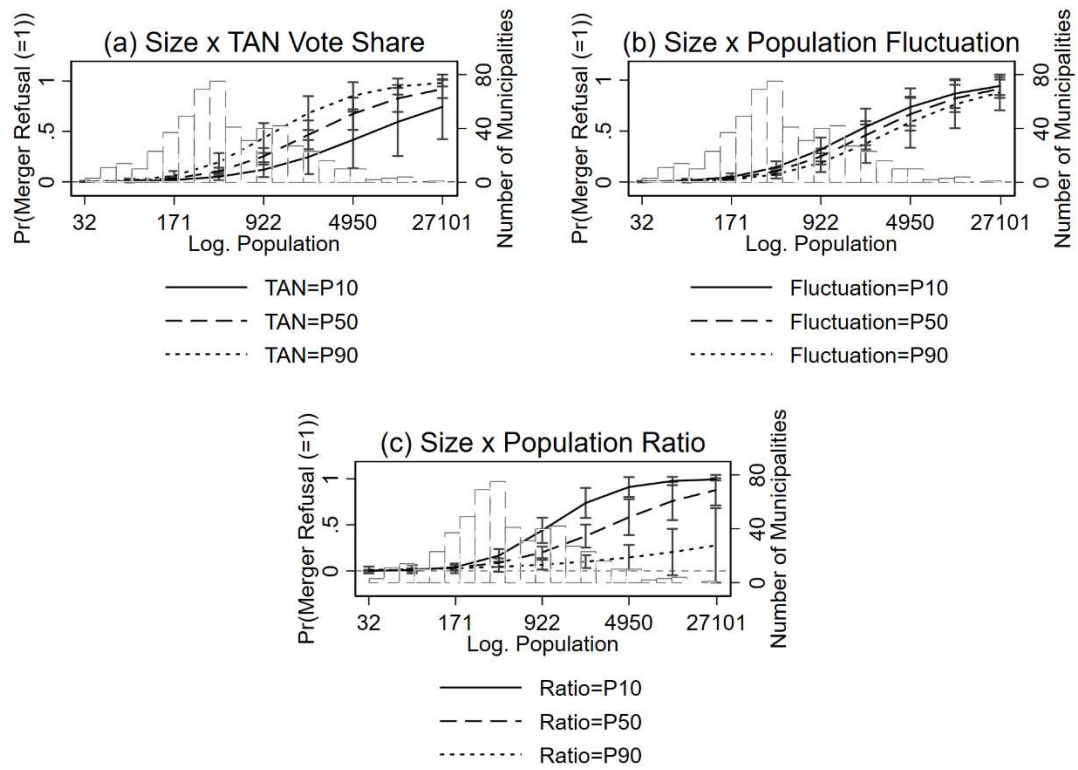 (a) Size x TAN Vote Share
Pr(Merger Refusal (=1))
1
.5
0
80
40
0
Number of Municipalities
32 171 922 4950 27101
Log. Population
TAN=P10
TAN=P50
TAN=P90
(b) Size x Population Fluctuation
Pr(Merger Refusal (=1))
1
.5
0
80
40
0
Number of Municipalities
32 171 922 4950 27101
Log. Population
Fluctuation=P10
Fluctuation=P50
Fluctuation=P90
(c) Size x Population Ratio
Pr(Merger Refusal (=1))
1
.5
0
80
40
0
Number of Municipalities
32 171 922 4950 27101
Log. Population
Ratio=P10
Ratio=P50
Ratio=P90